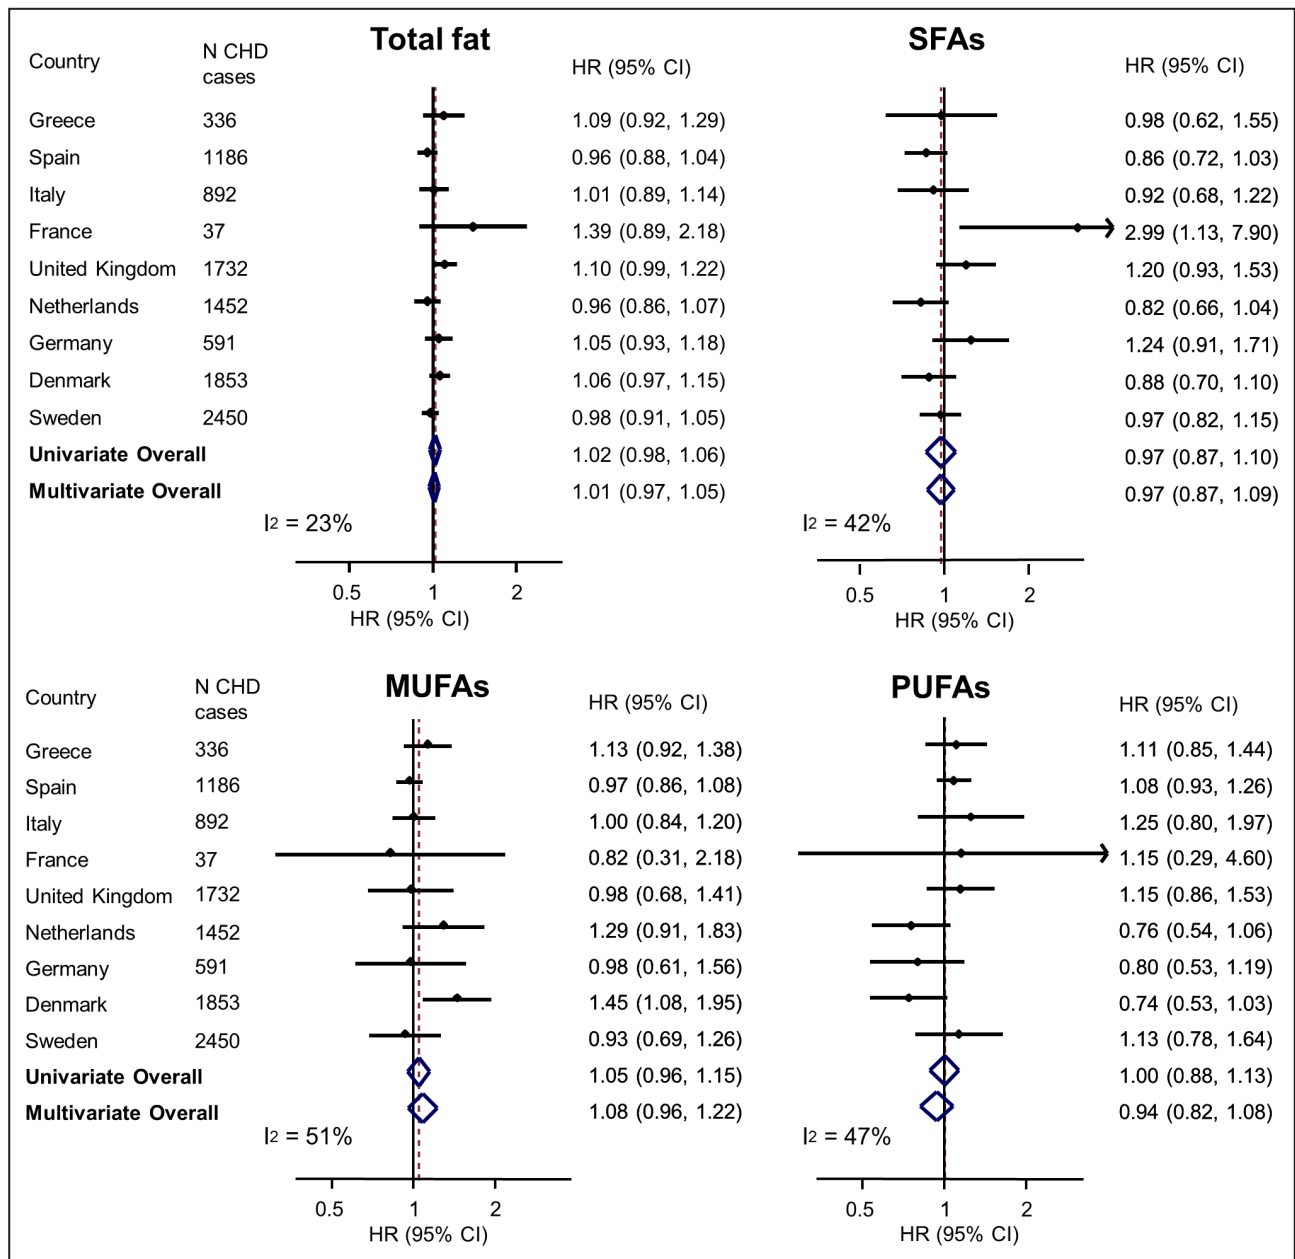 Total fat SFAs
Country N CHD cases HR (95% CI) HR (95% CI)
Greece 336 1.09 (0.92, 1.29) 0.98 (0.62, 1.55)
Spain 1186 0.96 (0.88, 1.04) 0.86 (0.72, 1.03)
Italy 892 1.01 (0.89, 1.14) 0.92 (0.68, 1.22)
France 37 1.39 (0.89, 2.18) 2.99 (1.13, 7.90)
United Kingdom 1732 1.10 (0.99, 1.22) 1.20 (0.93, 1.53)
Netherlands 1452 0.96 (0.86, 1.07) 0.82 (0.66, 1.04)
Germany 591 1.05 (0.93, 1.18) 1.24 (0.91, 1.71)
Denmark 1853 1.06 (0.97, 1.15) 0.88 (0.70, 1.10)
Sweden 2450 0.98 (0.91, 1.05) 0.97 (0.82, 1.15)
Univariate Overall 1.02 (0.98, 1.06) 0.97 (0.87, 1.10)
Multivariate Overall 1.01 (0.97, 1.05) 0.97 (0.87, 1.09)
I2 = 23% I2 = 42%
0.5 1 2 0.5 1 2
HR (95% CI) HR (95% CI)
MUFAs PUFAs
Country N CHD cases HR (95% CI) HR (95% CI)
Greece 336 1.13 (0.92, 1.38) 1.11 (0.85, 1.44)
Spain 1186 0.97 (0.86, 1.08) 1.08 (0.93, 1.26)
Italy 892 1.00 (0.84, 1.20) 1.25 (0.80, 1.97)
France 37 0.82 (0.31, 2.18) 1.15 (0.29, 4.60)
United Kingdom 1732 0.98 (0.68, 1.41) 1.15 (0.86, 1.53)
Netherlands 1452 1.29 (0.91, 1.83) 0.76 (0.54, 1.06)
Germany 591 0.98 (0.61, 1.56) 0.80 (0.53, 1.19)
Denmark 1853 1.45 (1.08, 1.95) 0.74 (0.53, 1.03)
Sweden 2450 0.93 (0.69, 1.26) 1.13 (0.78, 1.64)
Univariate Overall 1.05 (0.96, 1.15) 1.00 (0.88, 1.13)
Multivariate Overall 1.08 (0.96, 1.22) 0.94 (0.82, 1.08)
I2 = 51% I2 = 47%
0.5 1 2 0.5 1 2
HR (95% CI) HR (95% CI)